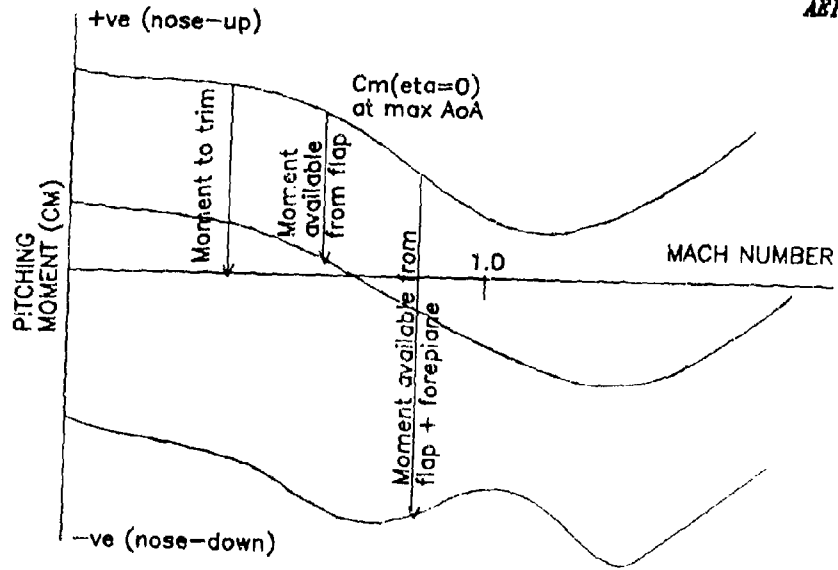 +ve (nose-up)
Cm(eta=0)
at max AoA
Moment to trim
Moment
available
from flap
PITCHING
MOMENT (CM)
1.0
MACH NUMBER
Moment available from
flap + foreplane
-ve (nose-down)